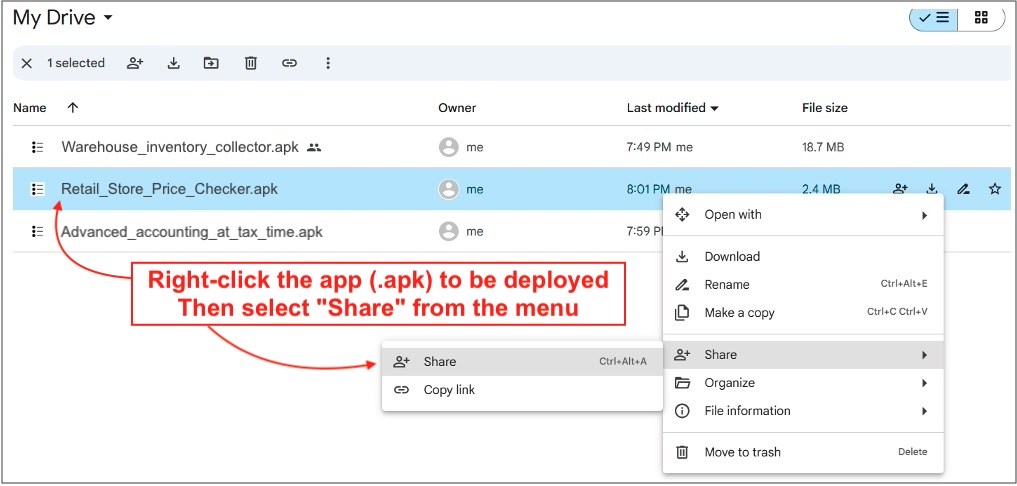 My Drive
1 selected
Name Owner Last modified File size
Warehouse_inventory_collector.apk me 7:49 PM me 18.7 MB
Retail_Store_Price_Checker.apk me 8:01 PM me 2.4 MB
Advanced_accounting_at_tax_time.apk me 7:59 P
Open with
Download
Rename Ctrl+Alt+E
Make a copy Ctrl+C Ctrl+V
Share
Organize
File information
Move to trash Delete
Right-click the app (.apk) to be deployed
Then select "Share" from the menu
Share Ctrl+Alt+A
Copy link